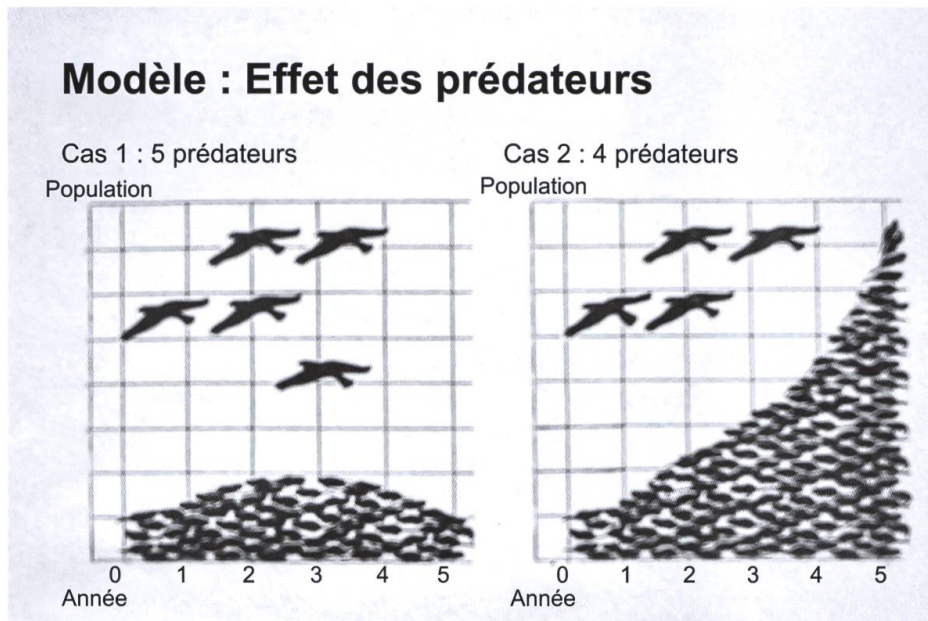 Modèle : Effet des prédateurs
Cas 1 : 5 prédateurs
Population
0 1 2 3 4 5
Année
Cas 2 : 4 prédateurs
Population
0 1 2 3 4 5
Année